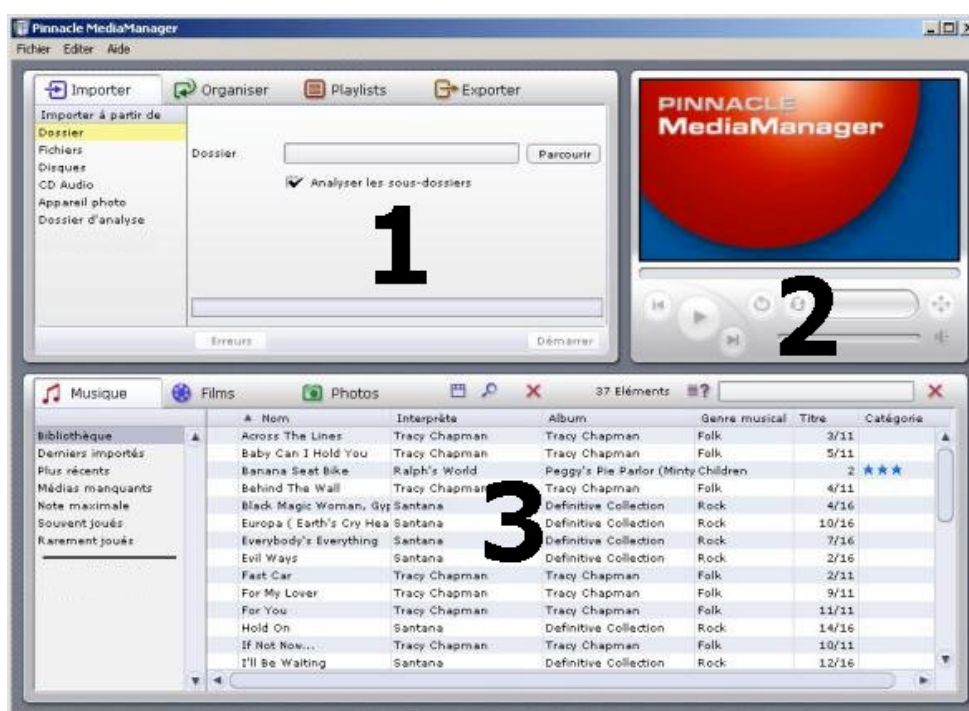 Pinnacle MediaManager
Fichier Editer Aide
Importer Organiser Playlists Exporter
Importer à partir de
Dossier
Fichiers
Disques
CD Audio
Appareil photo
Dossier d'analyse
Dossier Parcourir
Analyser les sous-dossiers
1
Erreurs Démarrer
PINNACLE
MediaManager
2
Musique Films Photos 37 Eléments ?
Nom Interprète Album Genre musical Titre Catégorie
Bibliothèque
Derniers importés
Plus récents
Médias manquants
Note maximale
Souvent joués
Rarement joués
Across The Lines Tracy Chapman Tracy Chapman Folk 3/11
Baby Can I Hold You Tracy Chapman Tracy Chapman Folk 5/11
Banana Seat Bike Ralph's World Peggy's Pie Parlor (Minty Children 2
Behind The Wall Tracy Chapman Tracy Chapman Folk 4/11
Black Magic Woman, Gyp Santana Definitive Collection Rock 4/16
Europa ( Earth's Cry Hea Santana Definitive Collection Rock 10/16
Everybody's Everything Santana Definitive Collection Rock 7/16
Evil Ways Santana Definitive Collection Rock 2/16
Fast Car Tracy Chapman Tracy Chapman Folk 2/11
For My Lover Tracy Chapman Tracy Chapman Folk 9/11
For You Tracy Chapman Tracy Chapman Folk 11/11
Hold On Santana Definitive Collection Rock 14/16
If Not Now... Tracy Chapman Tracy Chapman Folk 10/11
I'll Be Waiting Santana Definitive Collection Rock 12/16
3